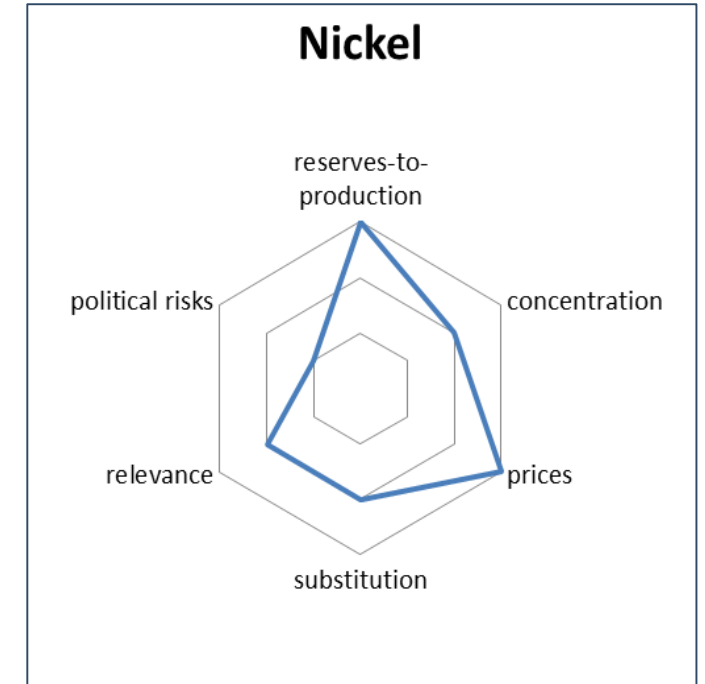 Nickel
reserves-to-
production
political risks
concentration
relevance
prices
substitution